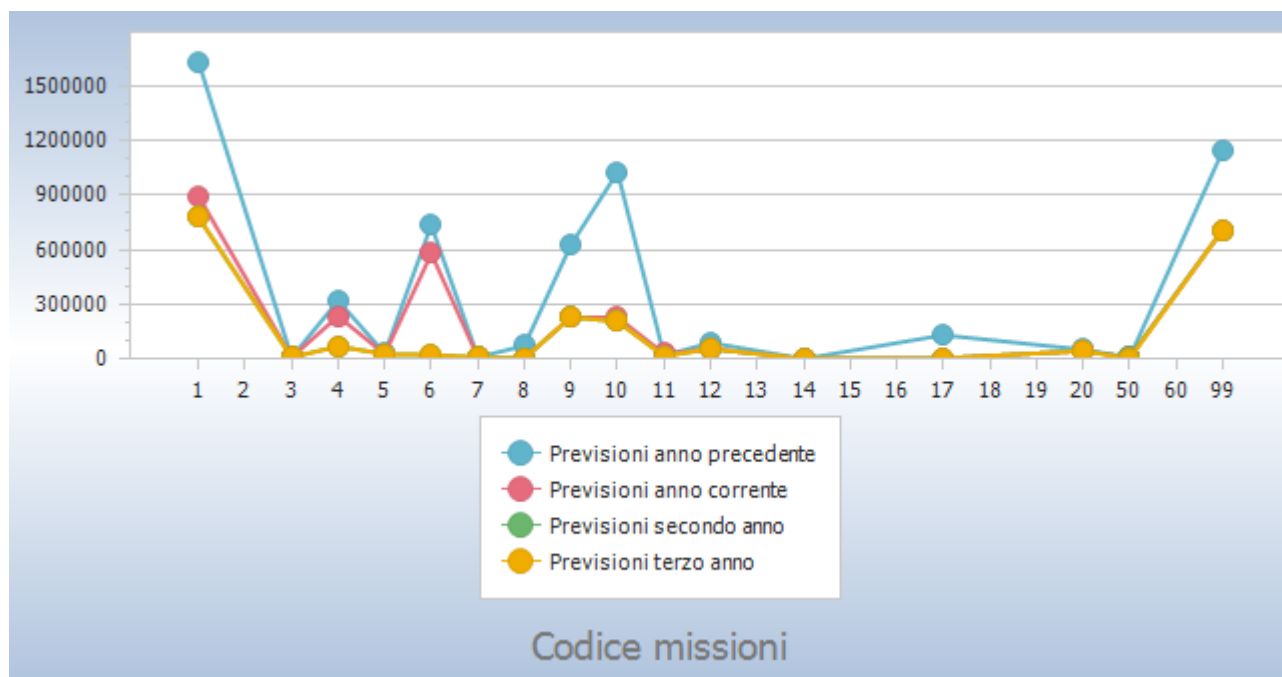 1500000
1200000
900000
600000
300000
0
1 2 3 4 5 6 7 8 9 10 11 12 13 14 15 16 17 18 19 20 50 60 99
Previsioni anno precedente
Previsioni anno corrente
Previsioni secondo anno
Previsioni terzo anno
Codice missioni